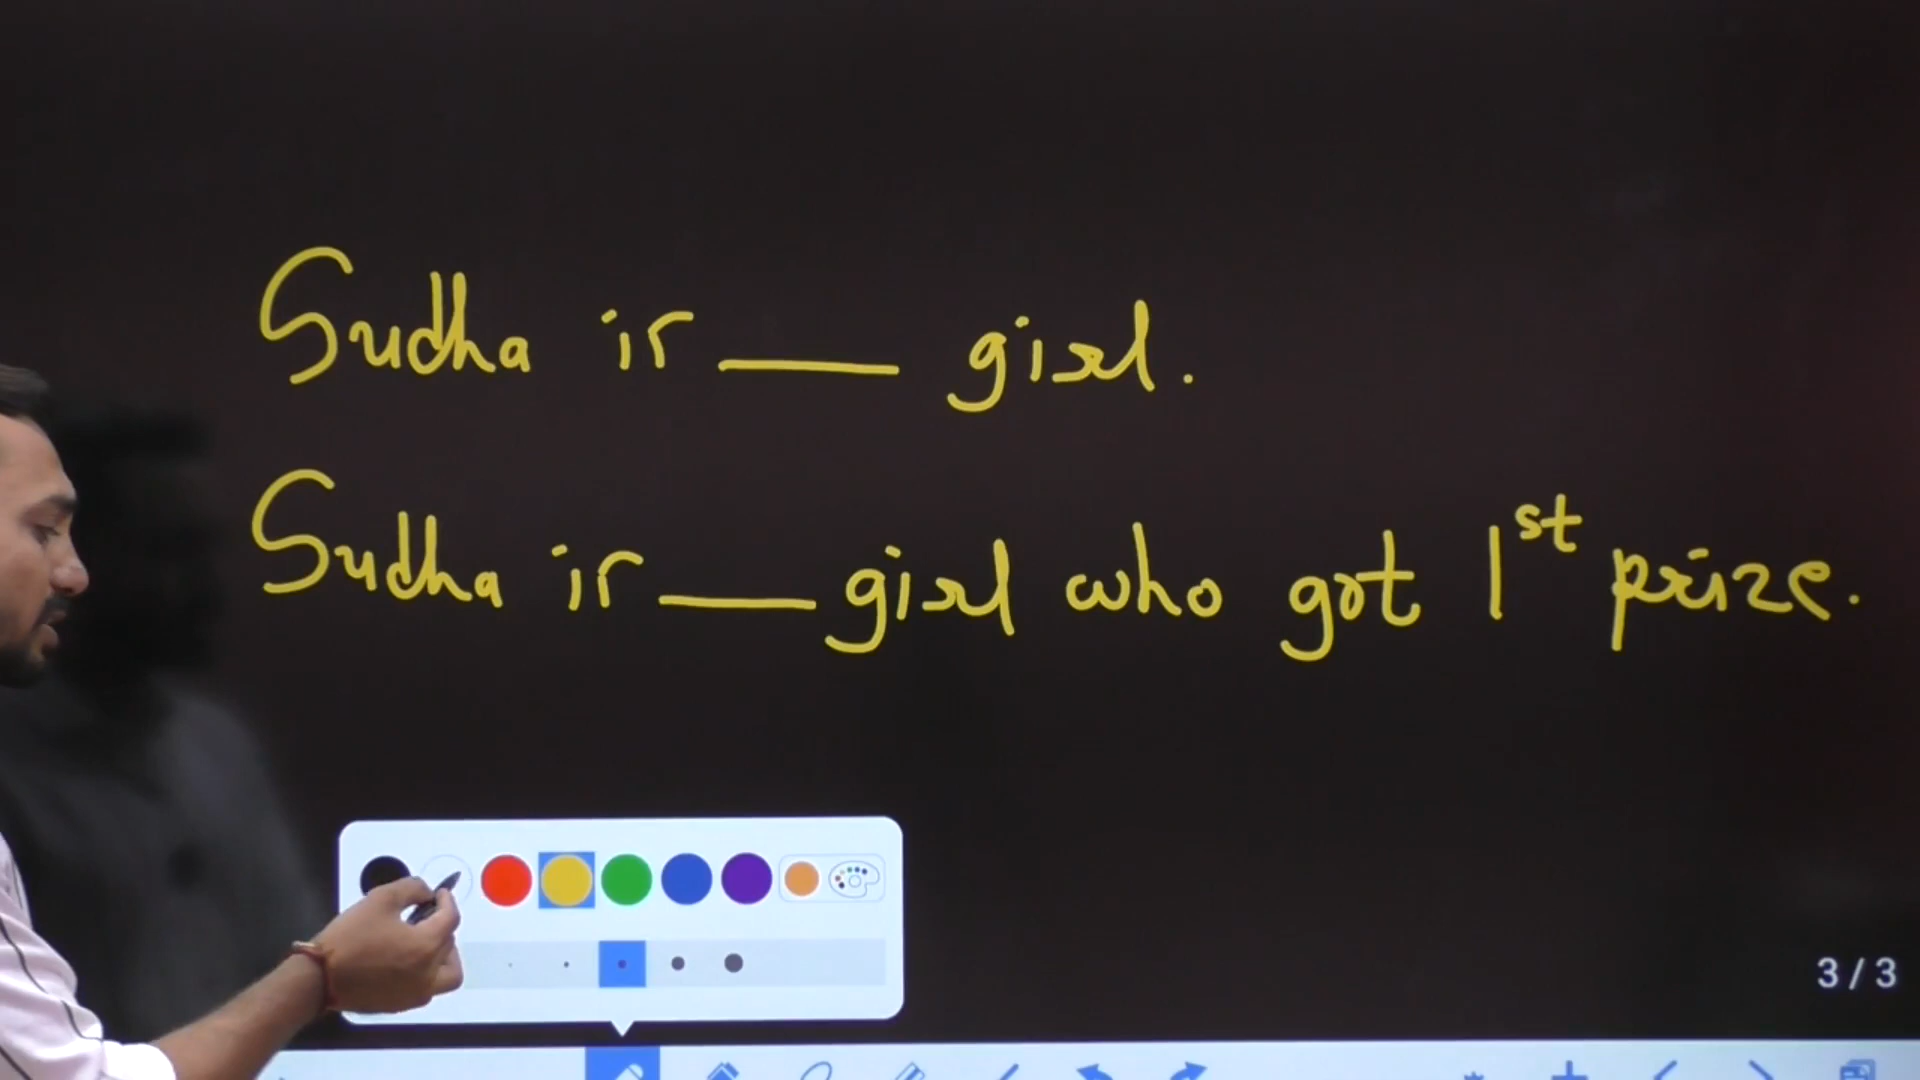 Sudha is ___ girl.
Sudha is ___ girl who got 1st prize.
3 / 3